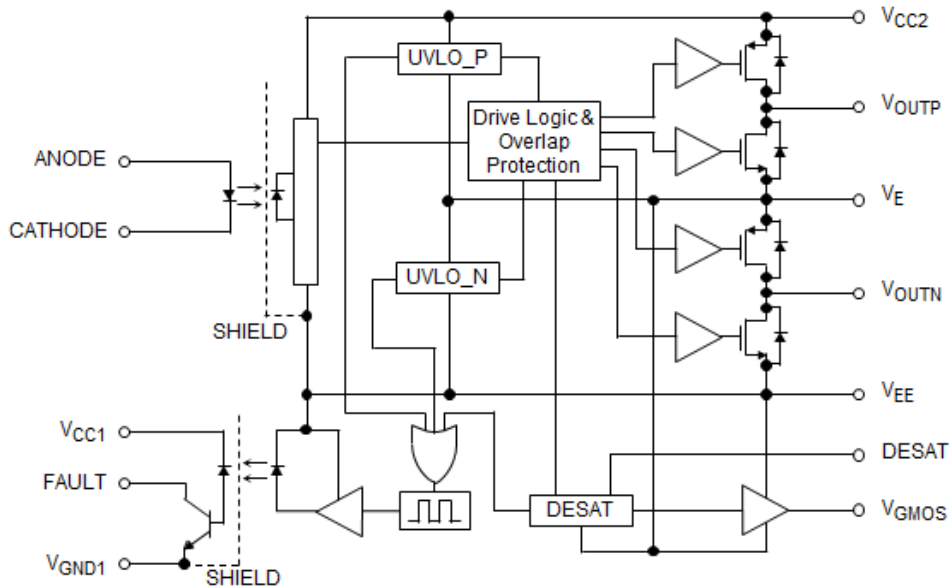 VCC2
UVLO_P
Drive Logic &
Overlap
Protection
VOUTP
ANODE
CATHODE
VE
UVLO_N
VOUTN
SHIELD
VEE
VCC1
FAULT
VGND1
SHIELD
DESAT
DESAT
VGMOS